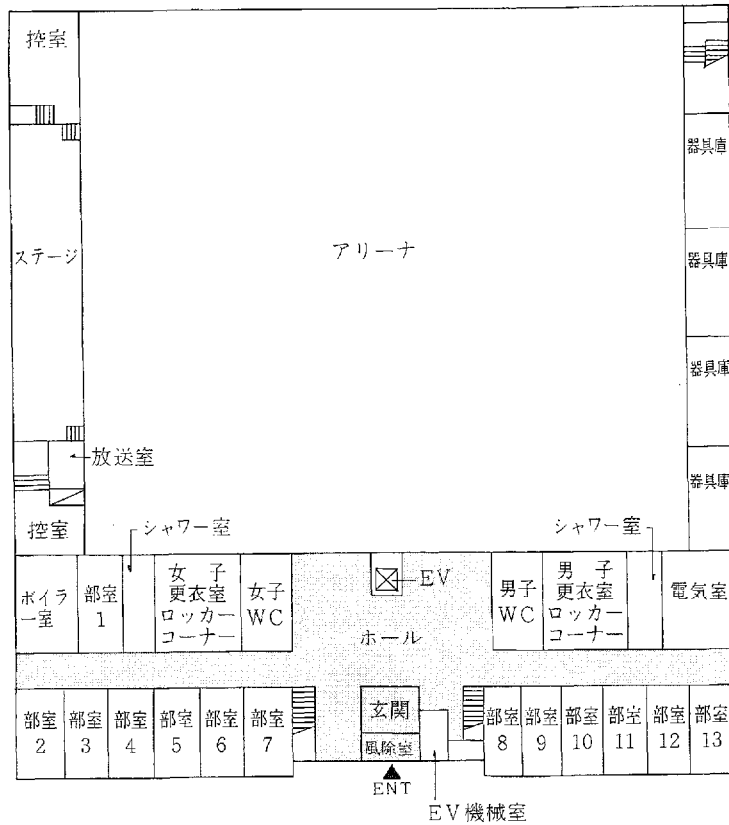 控室
器具庫
ステージ
アリーナ
器具庫
器具庫
放送室
器具庫
控室
シャワー室
シャワー室
ボイラ
ー室
部室
1
女子
更衣室
ロッカー
コーナー
女子
WC
EV
ホール
男子
WC
男子
更衣室
ロッカー
コーナー
電気室
部室
2
部室
3
部室
4
部室
5
部室
6
部室
7
玄関
風除室
部室
8
部室
9
部室
10
部室
11
部室
12
部室
13
ENT
EV機械室